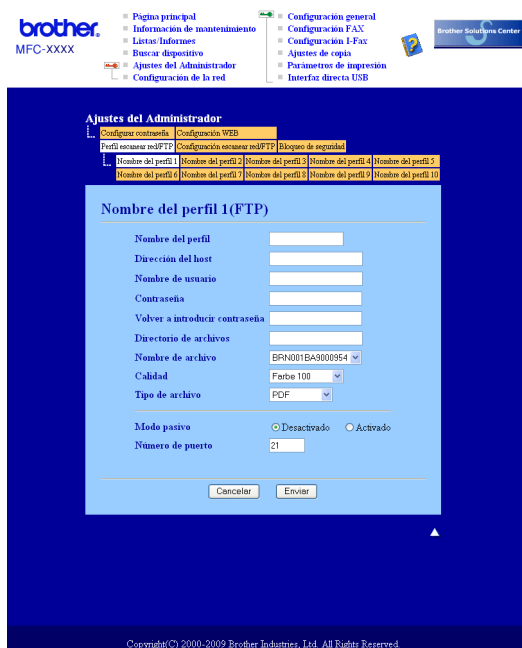 brother.
MFC-XXXX
Página principal
Información de mantenimiento
Listas/Informes
Buscar dispositivo
Ajustes del Administrador
Configuración de la red
Configuración general
Configuración FAX
Configuración I-Fax
Ajustes de copia
Parámetros de impresión
Interfaz directa USB
Brother Solutions Center
Ajustes del Administrador
Configurar contraseña Configuración WEB
Perfil escanear red/FTP Configuración escanear red/FTP Bloqueo de seguridad
Nombre del perfil 1 Nombre del perfil 2 Nombre del perfil 3 Nombre del perfil 4 Nombre del perfil 5
Nombre del perfil 6 Nombre del perfil 7 Nombre del perfil 8 Nombre del perfil 9 Nombre del perfil 10
Nombre del perfil 1(FTP)
Nombre del perfil
Dirección del host
Nombre de usuario
Contraseña
Volver a introducir contraseña
Directorio de archivos
Nombre de archivo BRN001BA9000954
Calidad Farbe 100
Tipo de archivo PDF
Modo pasivo Desactivado Activado
Número de puerto 21
Cancelar Enviar
Copyright(C) 2000-2009 Brother Industries, Ltd. All Rights Reserved.